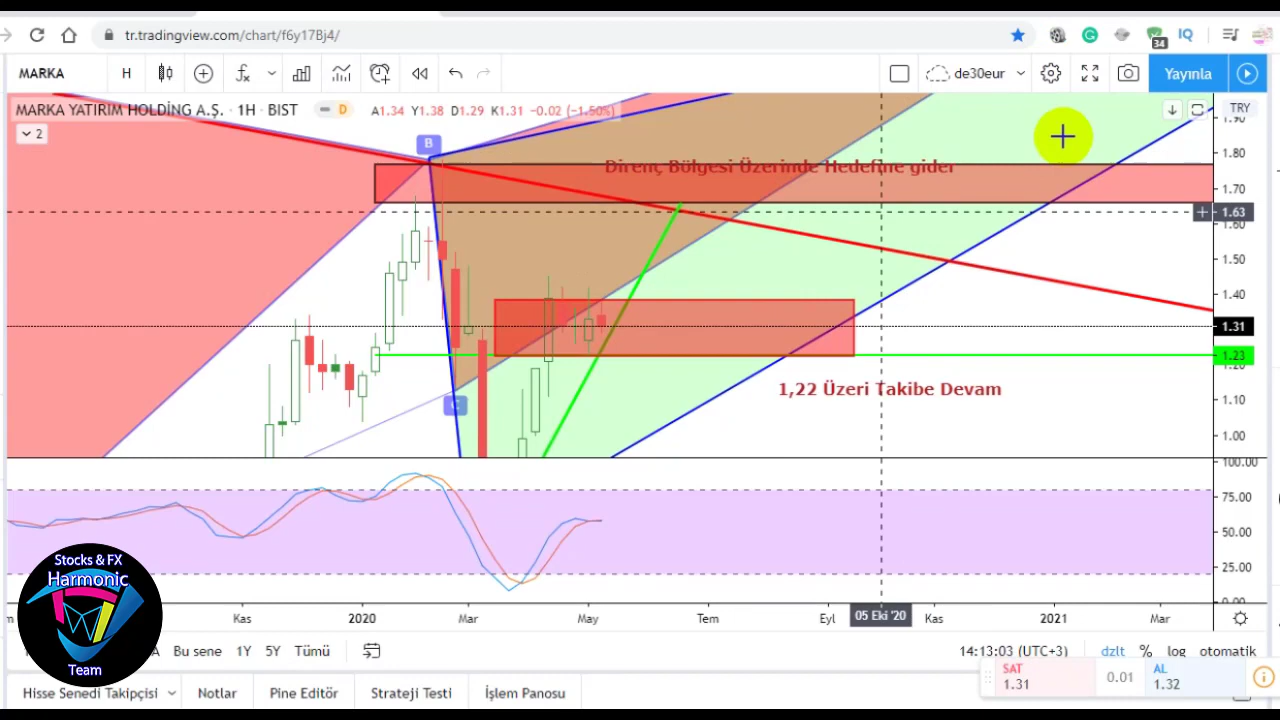 tr.tradingview.com/chart/f6y17Bj4/
34
IQ
MARKA
H
de30eur
Yayınla
MARKA YATIRIM HOLDİNG A.Ş. · 1H · BIST
D
A1.34 Y1.38 D1.29 K1.31 −0.02 (−1.50%)
TRY
2
B
Direnç Bölgesi Üzerinde Hedefine gider
1.90
1.80
1.70
1.63
1.60
1.50
1.40
1.31
1.23
1.20
1.10
1.00
1,22 Üzeri Takibe Devam
C
100.00
75.00
50.00
25.00
0.00
Stocks & FX
Harmonic
Team
Kas
2020
Mar
May
Tem
Eyl
05 Eki '20
Kas
2021
Mar
Bu sene
1Y
5Y
Tümü
14:13:03 (UTC+3)
dzlt
%
log
otomatik
SAT
1.31
0.01
AL
1.32
Hisse Senedi Takipçisi
Notlar
Pine Editör
Strateji Testi
İşlem Panosu